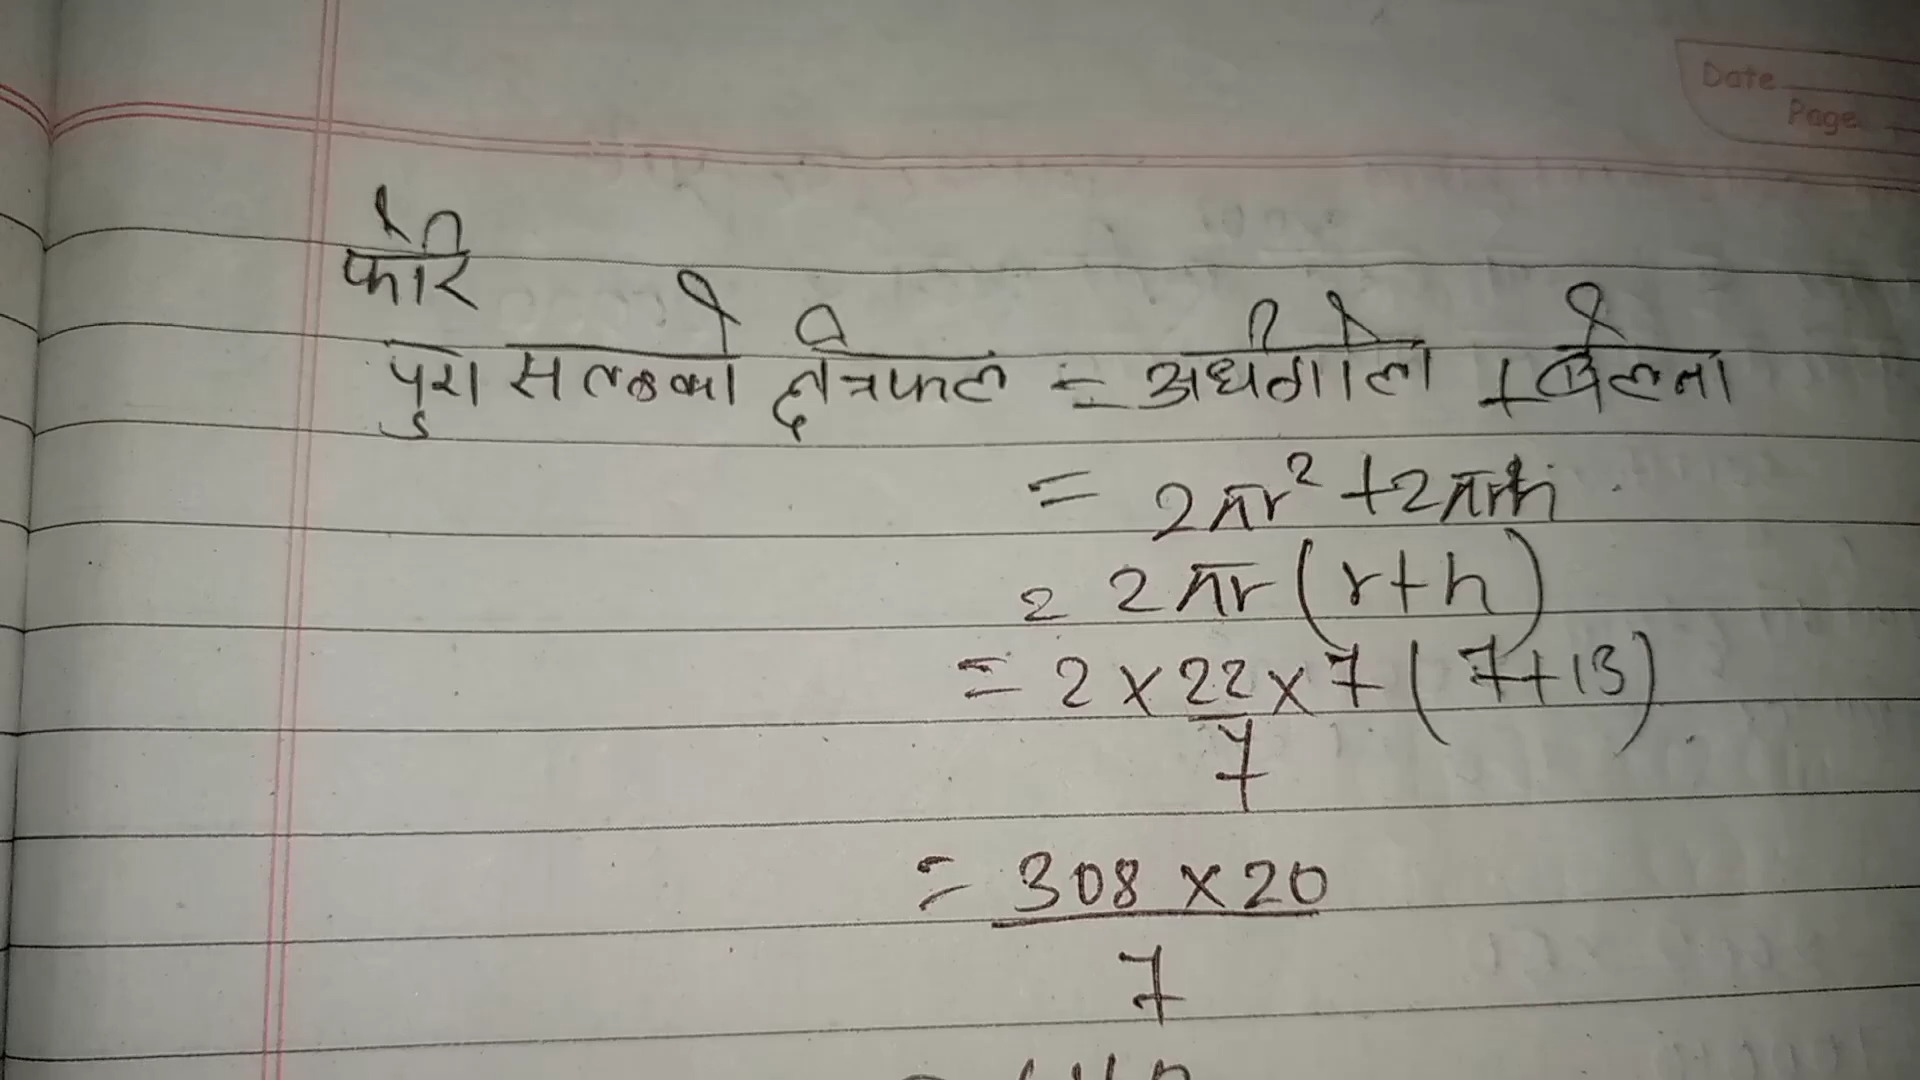 Date
Page
फेरि
पुरा सतहको क्षेत्रफल = अर्धगोला + बेलना
= 2πr² + 2πrh
= 2πr (r+h)
= 2 × 22/7 × 7 (7+13)
= 308 × 20
7